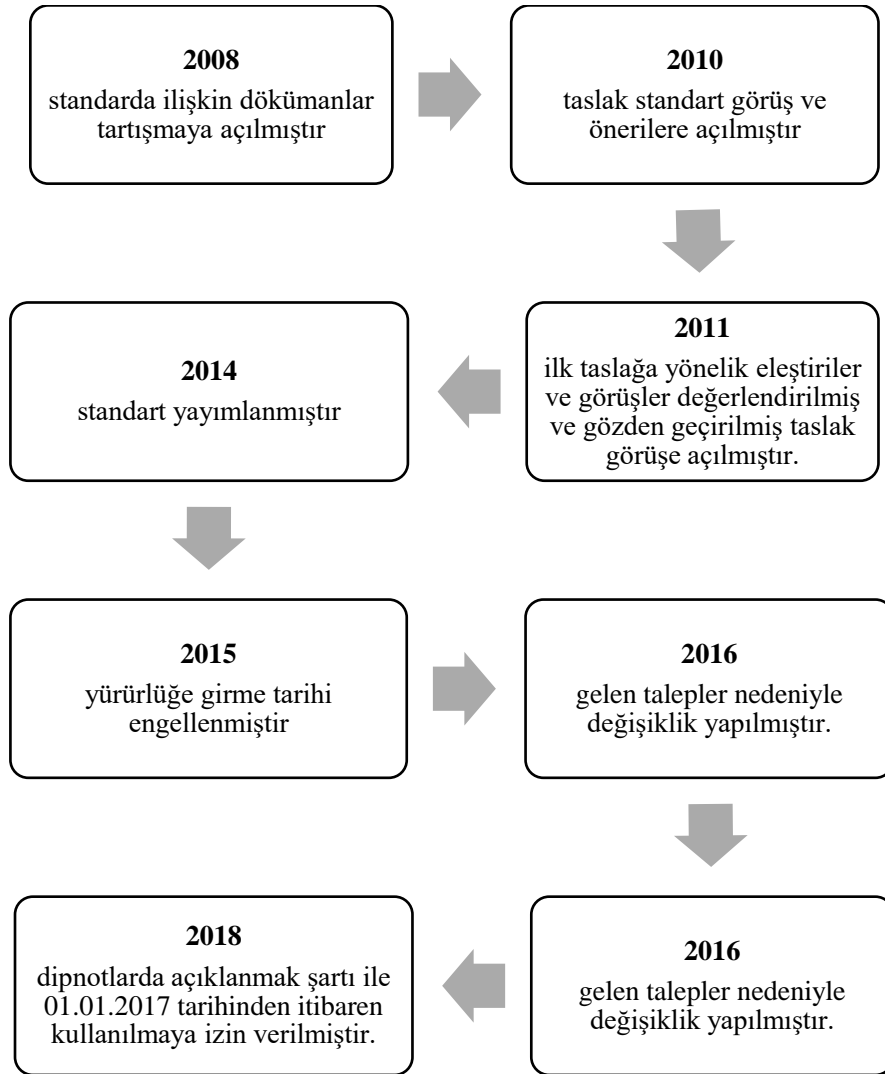 2008
standarda ilişkin dökümanlar
tartışmaya açılmıştır
2010
taslak standart görüş ve
önerilere açılmıştır
2011
ilk taslağa yönelik eleştiriler
ve görüşler değerlendirilmiş
ve gözden geçirilmiş taslak
görüşe açılmıştır.
2014
standart yayımlanmıştır
2015
yürürlüğe girme tarihi
engellenmiştir
2016
gelen talepler nedeniyle
değişiklik yapılmıştır.
2016
gelen talepler nedeniyle
değişiklik yapılmıştır.
2018
dipnotlarda açıklanmak şartı ile
01.01.2017 tarihinden itibaren
kullanılmaya izin verilmiştir.